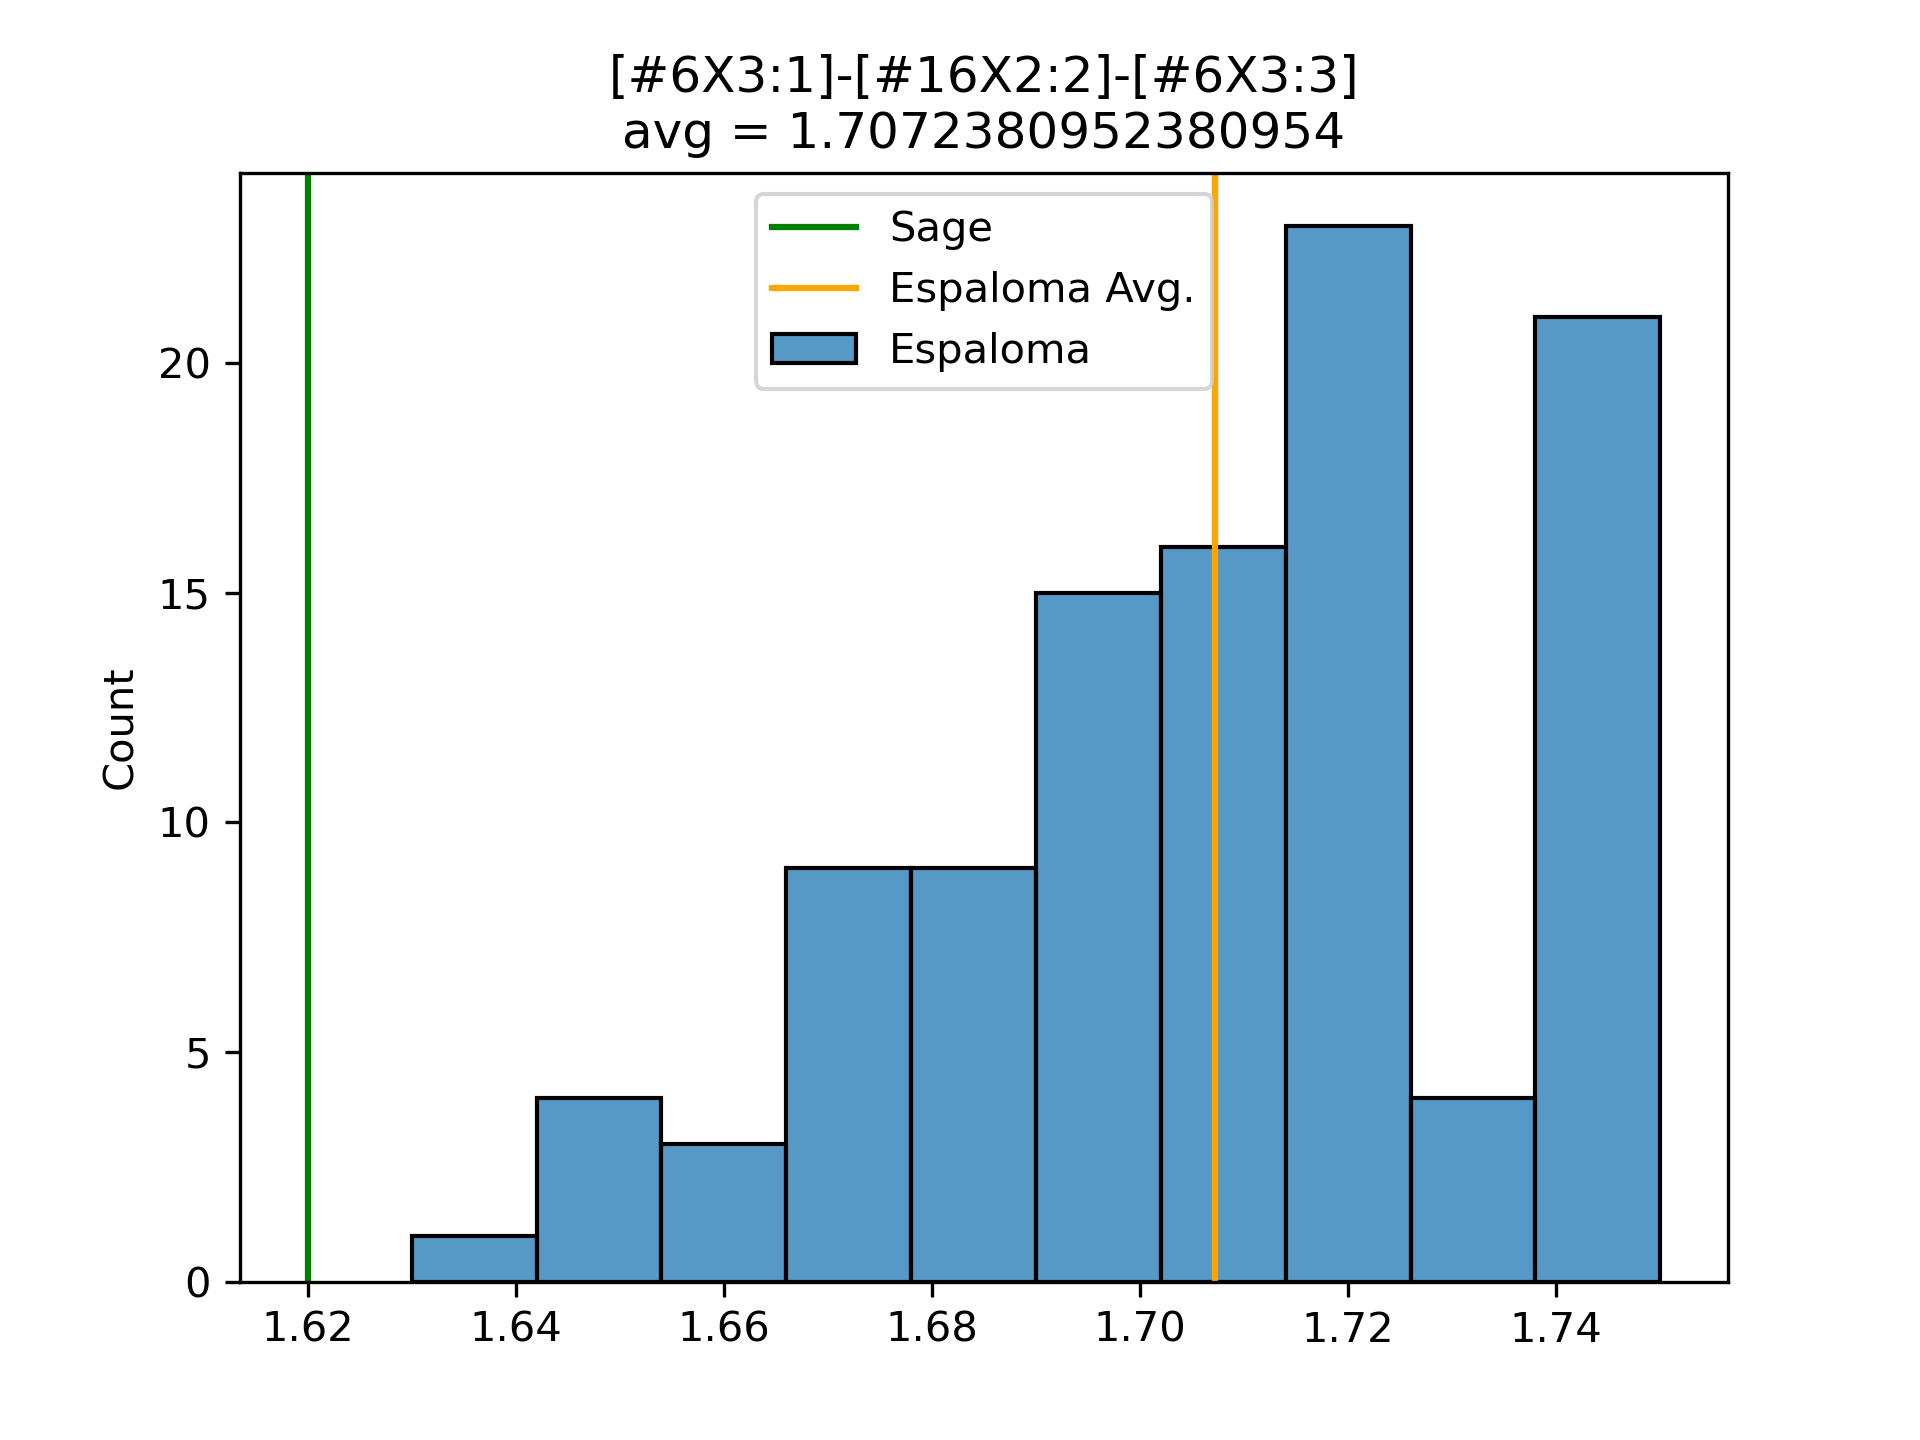 [#6X3:1]-[#16X2:2]-[#6X3:3]
avg = 1.7072380952380954
Sage
Espaloma Avg.
Espaloma
Count
20
15
10
5
0
1.62 1.64 1.66 1.68 1.70 1.72 1.74